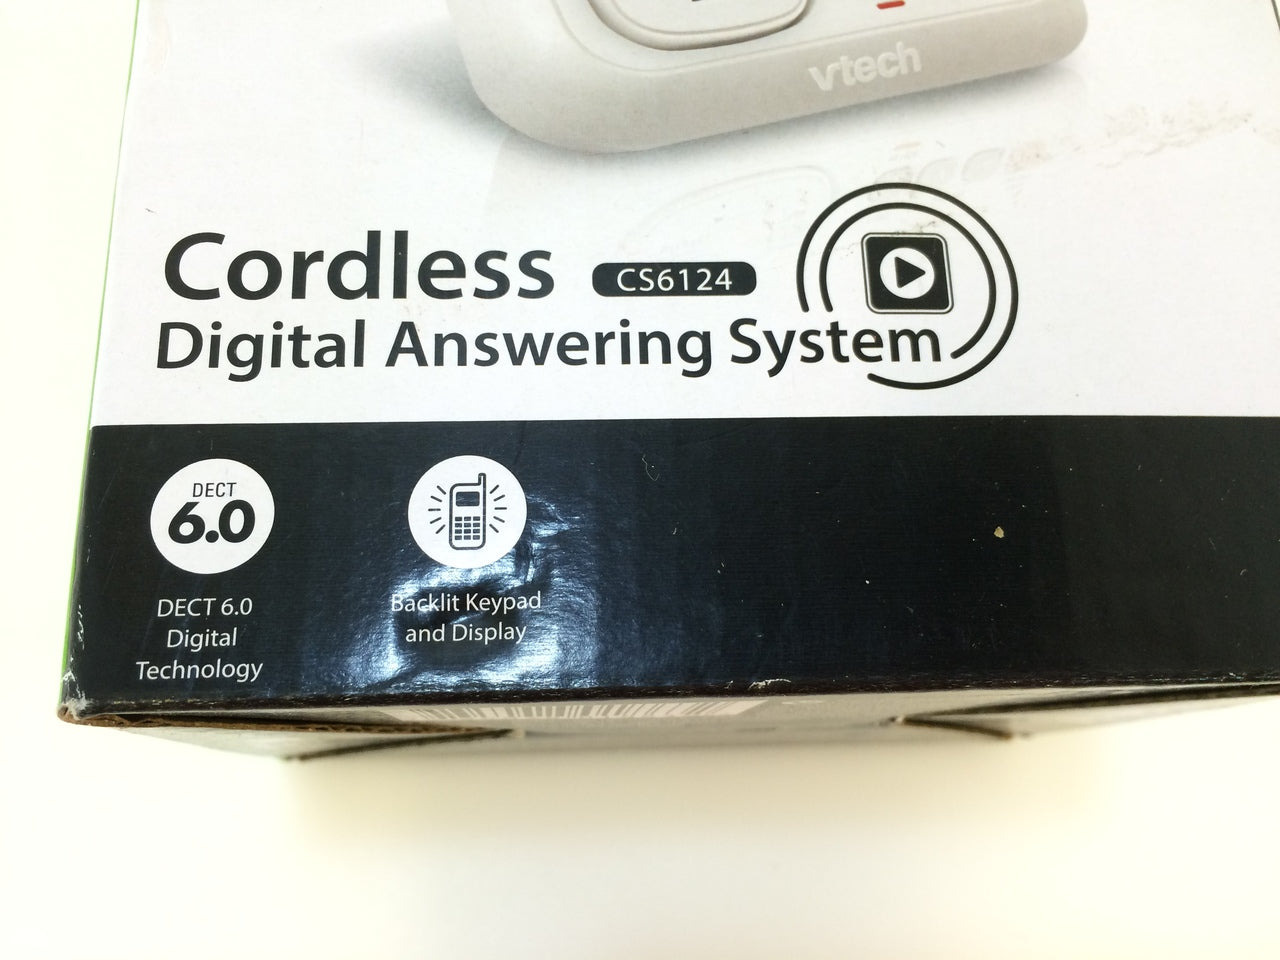 vtech
Cordless CS6124
Digital Answering System
DECT
6.0
DECT 6.0
Digital
Technology
Backlit Keypad
and Display